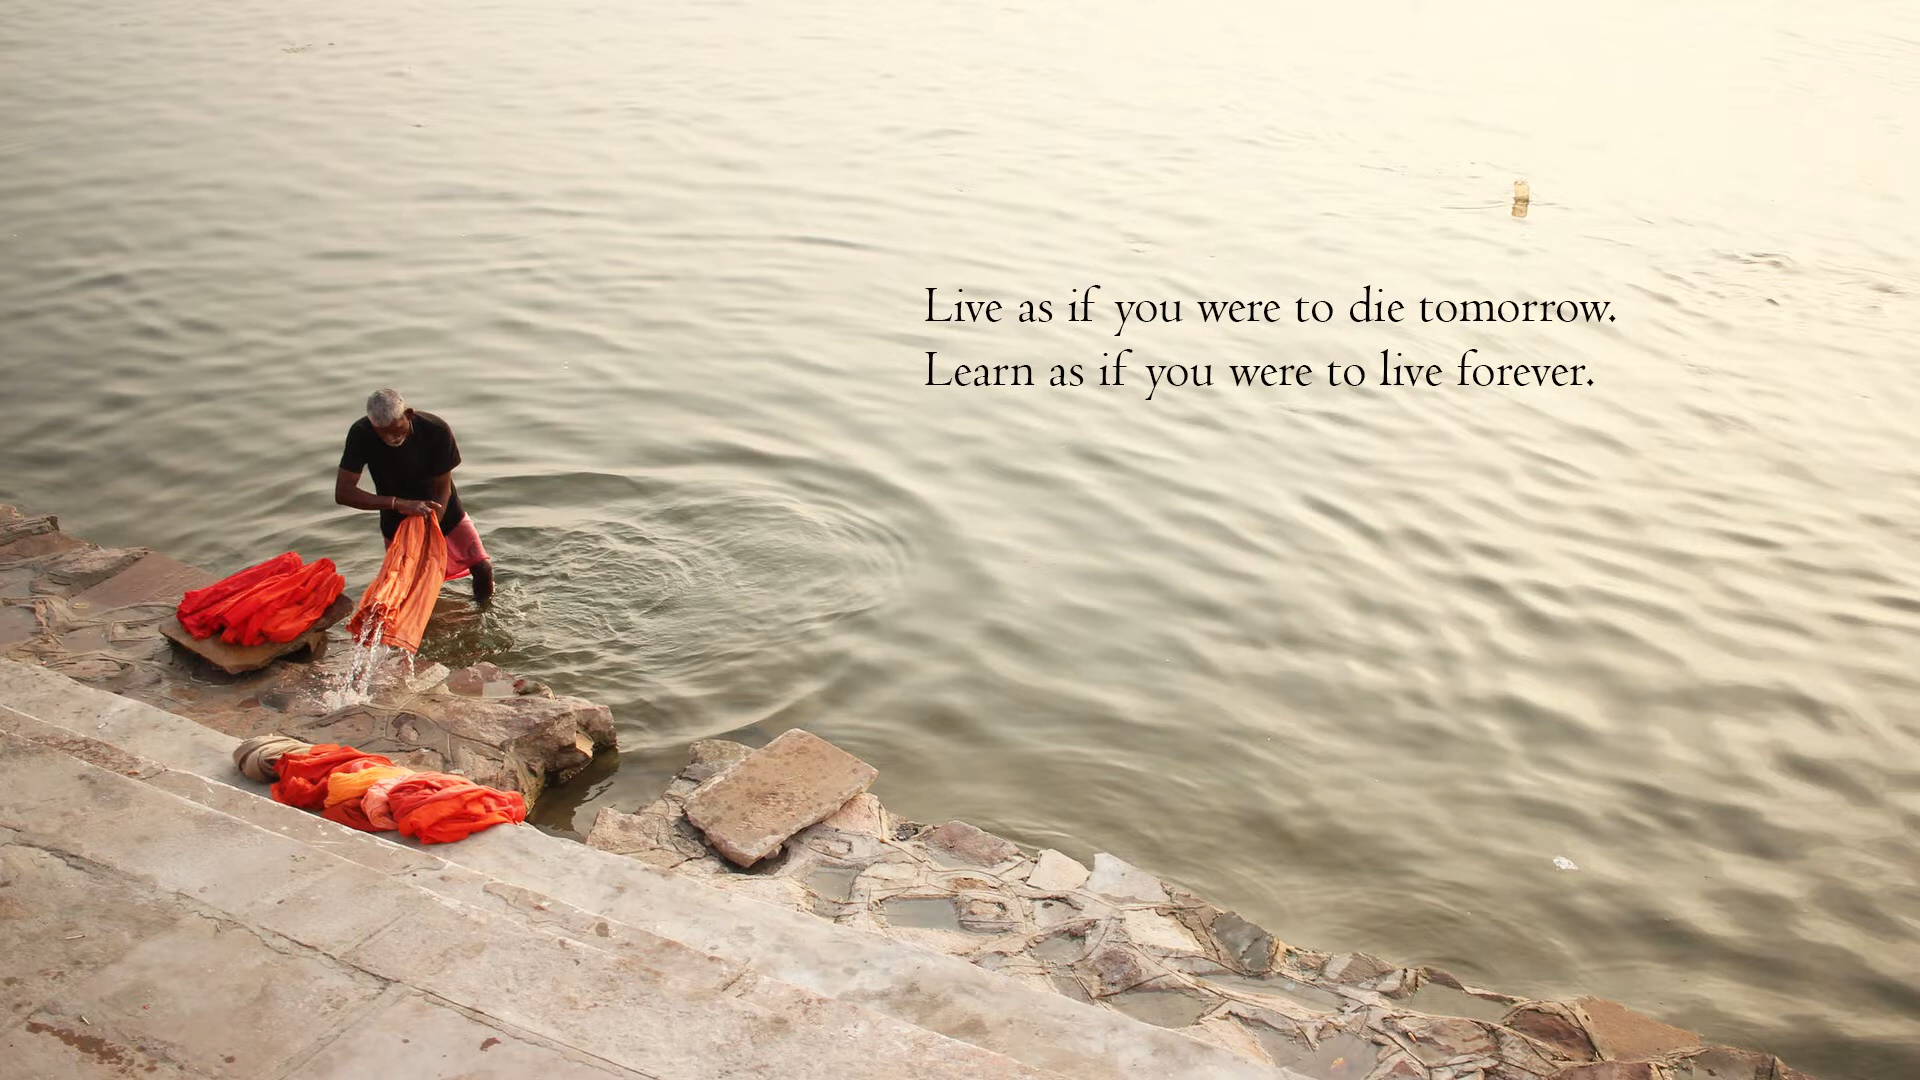 Live as if you were to die tomorrow.
Learn as if you were to live forever.